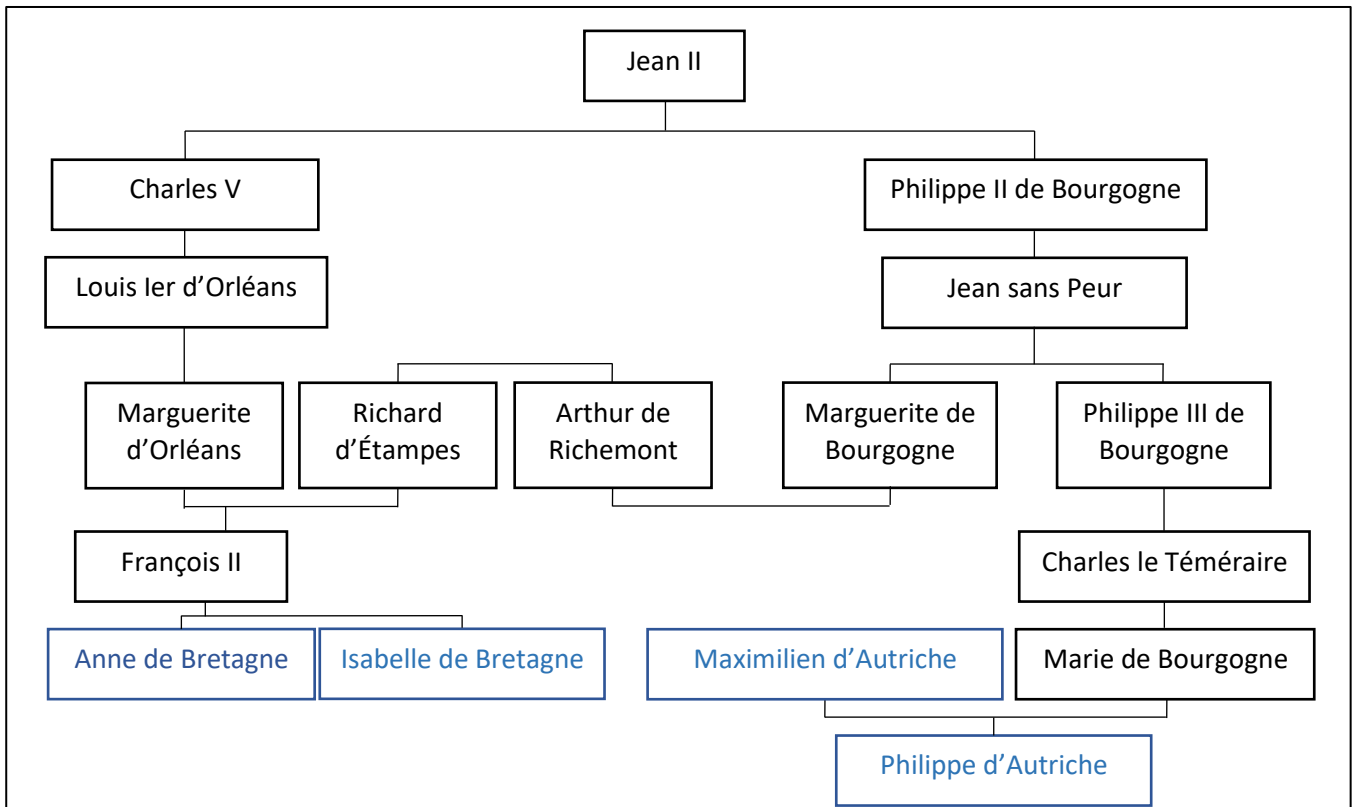 Jean II
Charles V
Philippe II de Bourgogne
Louis Ier d’Orléans
Jean sans Peur
Marguerite
d’Orléans
Richard
d’Étampes
Arthur de
Richemont
Marguerite de
Bourgogne
Philippe III de
Bourgogne
François II
Charles le Téméraire
Anne de Bretagne
Isabelle de Bretagne
Maximilien d’Autriche
Marie de Bourgogne
Philippe d’Autriche